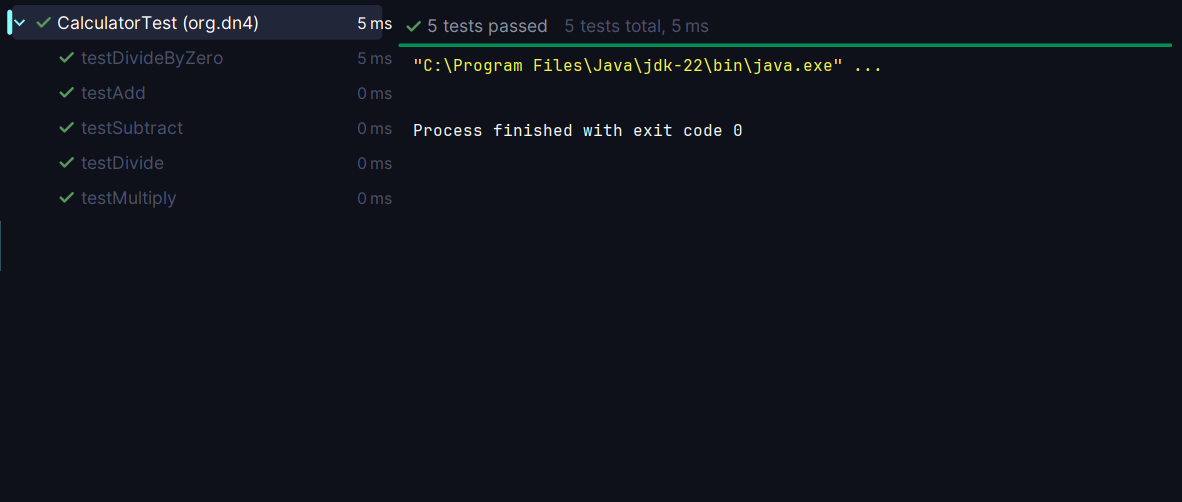 CalculatorTest (org.dn4) 5 ms
testDivideByZero 5 ms
testAdd 0 ms
testSubtract 0 ms
testDivide 0 ms
testMultiply 0 ms
5 tests passed 5 tests total, 5 ms
"C:\Program Files\Java\jdk-22\bin\java.exe" ...
Process finished with exit code 0